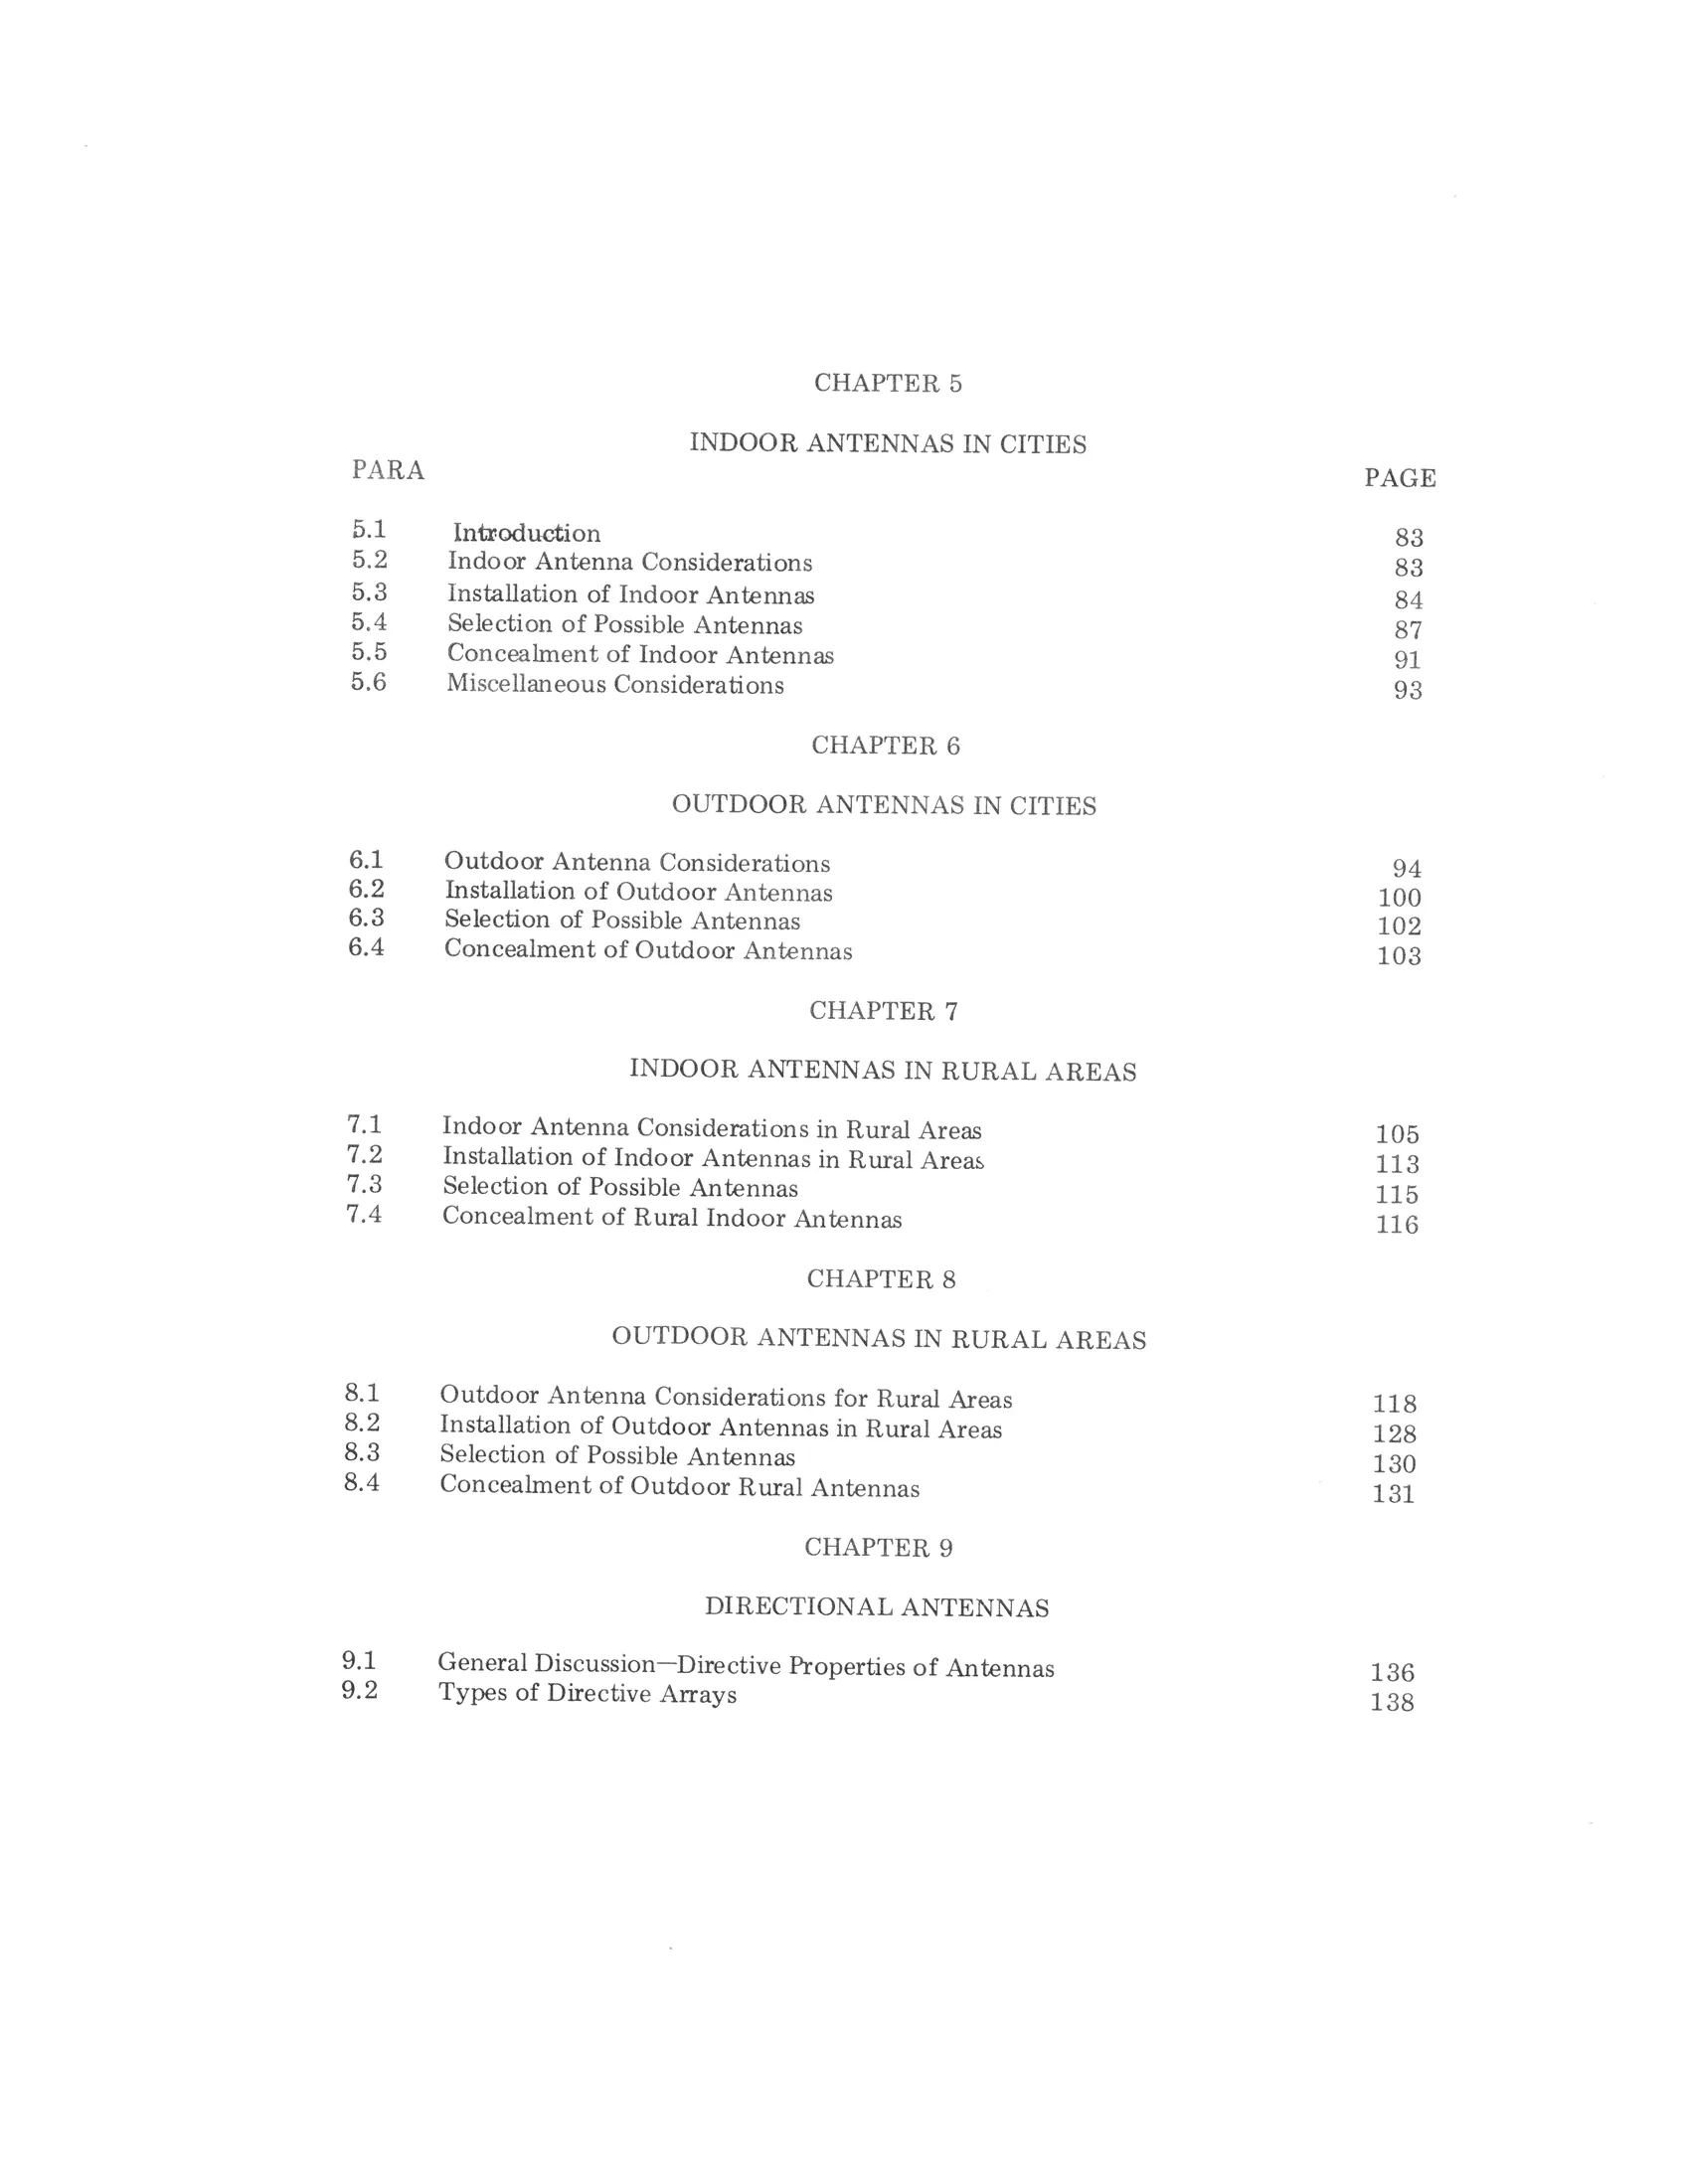 CHAPTER 5
INDOOR ANTENNAS IN CITIES
PARA PAGE
5.1 Introduction 83
5.2 Indoor Antenna Considerations 83
5.3 Installation of Indoor Antennas 84
5.4 Selection of Possible Antennas 87
5.5 Concealment of Indoor Antennas 91
5.6 Miscellaneous Considerations 93
CHAPTER 6
OUTDOOR ANTENNAS IN CITIES
6.1 Outdoor Antenna Considerations 94
6.2 Installation of Outdoor Antennas 100
6.3 Selection of Possible Antennas 102
6.4 Concealment of Outdoor Antennas 103
CHAPTER 7
INDOOR ANTENNAS IN RURAL AREAS
7.1 Indoor Antenna Considerations in Rural Areas 105
7.2 Installation of Indoor Antennas in Rural Areas 113
7.3 Selection of Possible Antennas 115
7.4 Concealment of Rural Indoor Antennas 116
CHAPTER 8
OUTDOOR ANTENNAS IN RURAL AREAS
8.1 Outdoor Antenna Considerations for Rural Areas 118
8.2 Installation of Outdoor Antennas in Rural Areas 128
8.3 Selection of Possible Antennas 130
8.4 Concealment of Outdoor Rural Antennas 131
CHAPTER 9
DIRECTIONAL ANTENNAS
9.1 General Discussion—Directive Properties of Antennas 136
9.2 Types of Directive Arrays 138